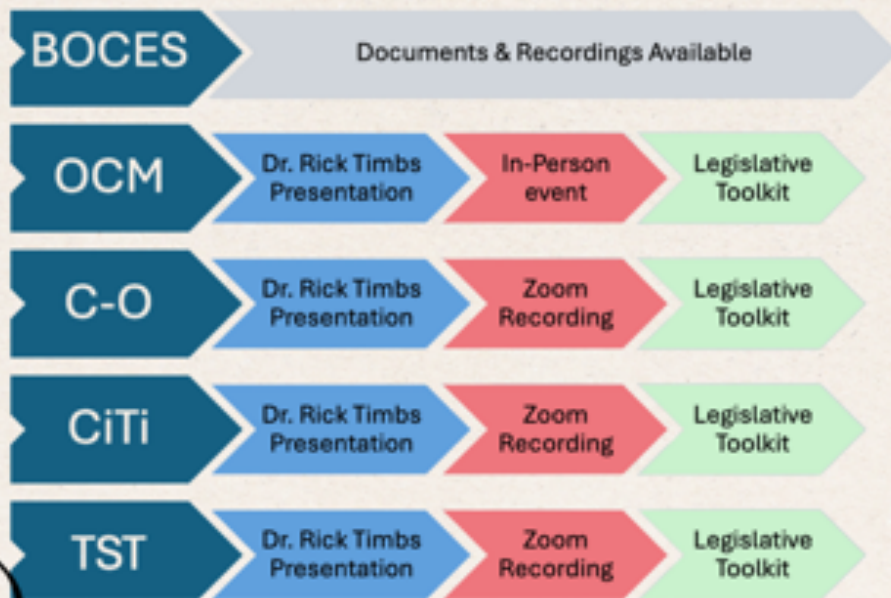 BOCES
Documents & Recordings Available
OCM
Dr. Rick Timbs
Presentation
In-Person
event
Legislative
Toolkit
C-O
Dr. Rick Timbs
Presentation
Zoom
Recording
Legislative
Toolkit
CiTi
Dr. Rick Timbs
Presentation
Zoom
Recording
Legislative
Toolkit
TST
Dr. Rick Timbs
Presentation
Zoom
Recording
Legislative
Toolkit